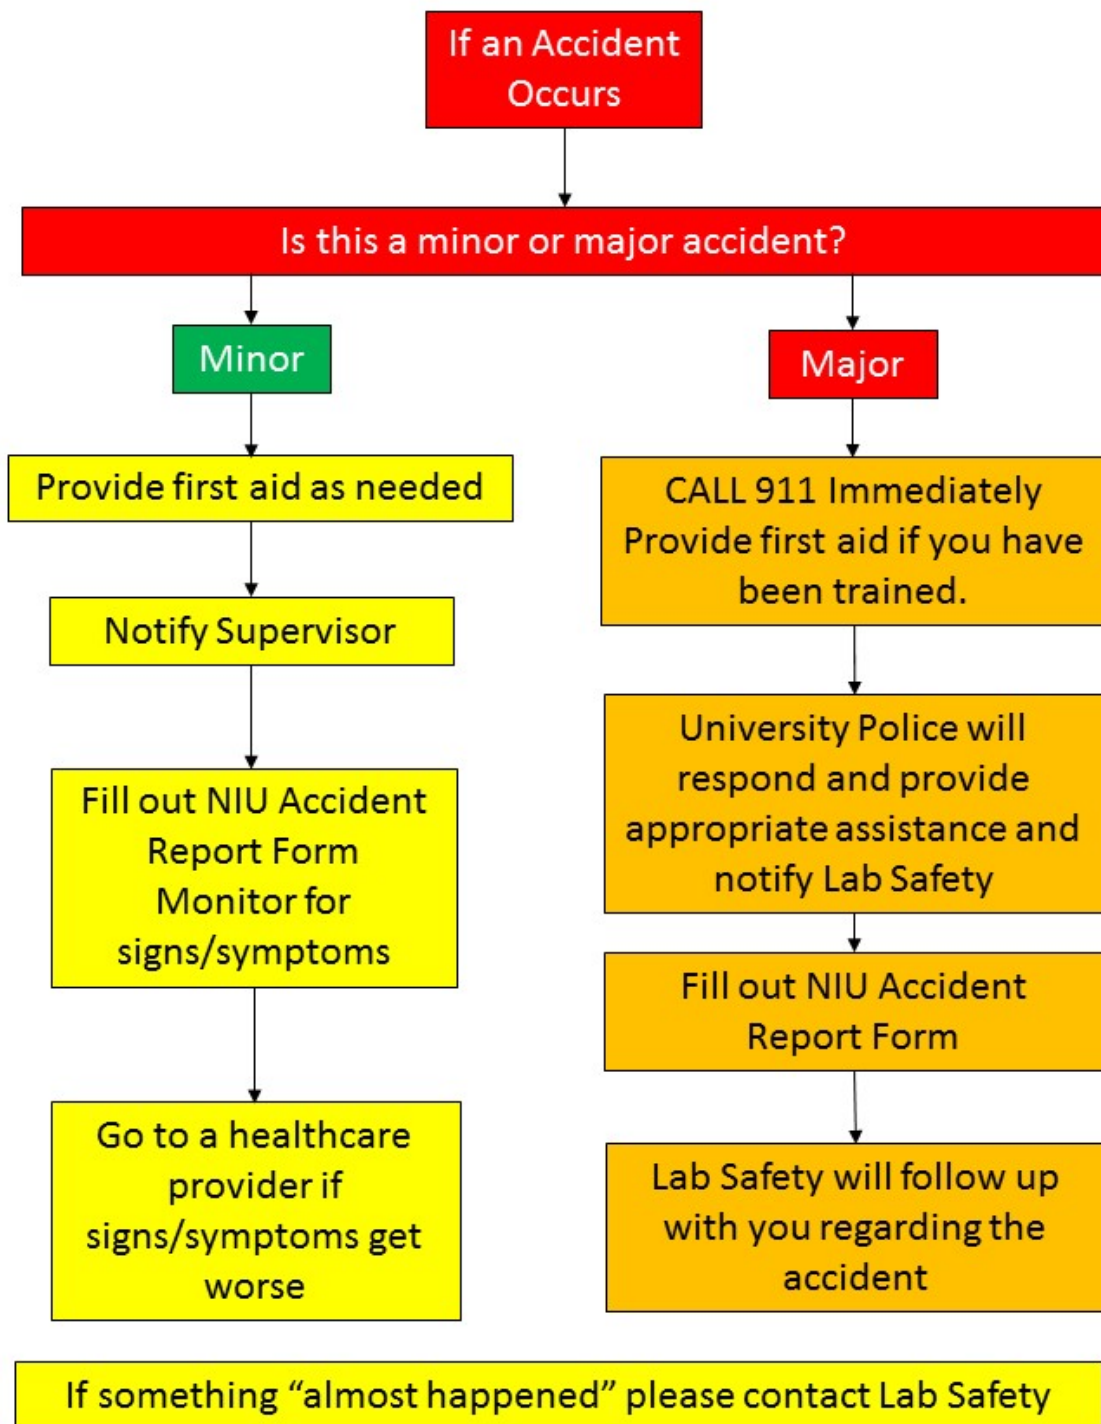 If an Accident
Occurs
Is this a minor or major accident?
Minor
Provide first aid as needed
Notify Supervisor
Fill out NIU Accident
Report Form
Monitor for
signs/symptoms
Go to a healthcare
provider if
signs/symptoms get
worse
Major
CALL 911 Immediately
Provide first aid if you have
been trained.
University Police will
respond and provide
appropriate assistance and
notify Lab Safety
Fill out NIU Accident
Report Form
Lab Safety will follow up
with you regarding the
accident
If something “almost happened” please contact Lab Safety